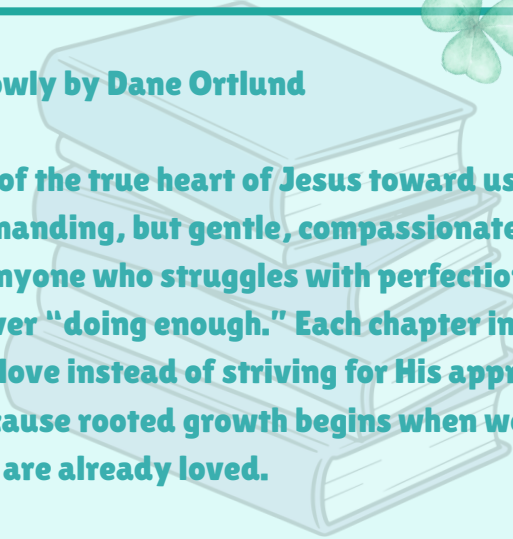 owly by Dane Ortlund
of the true heart of Jesus toward us
manding, but gentle, compassionate
nyone who struggles with perfectio
ver “doing enough.” Each chapter in
love instead of striving for His appr
cause rooted growth begins when we
are already loved.